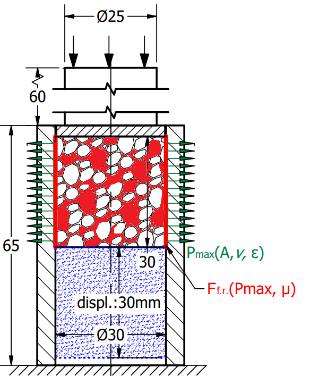 Ø25
60
65
Pmax(A, ν, ε)
30
Ff.r.(Pmax, μ)
displ.:30mm
Ø30